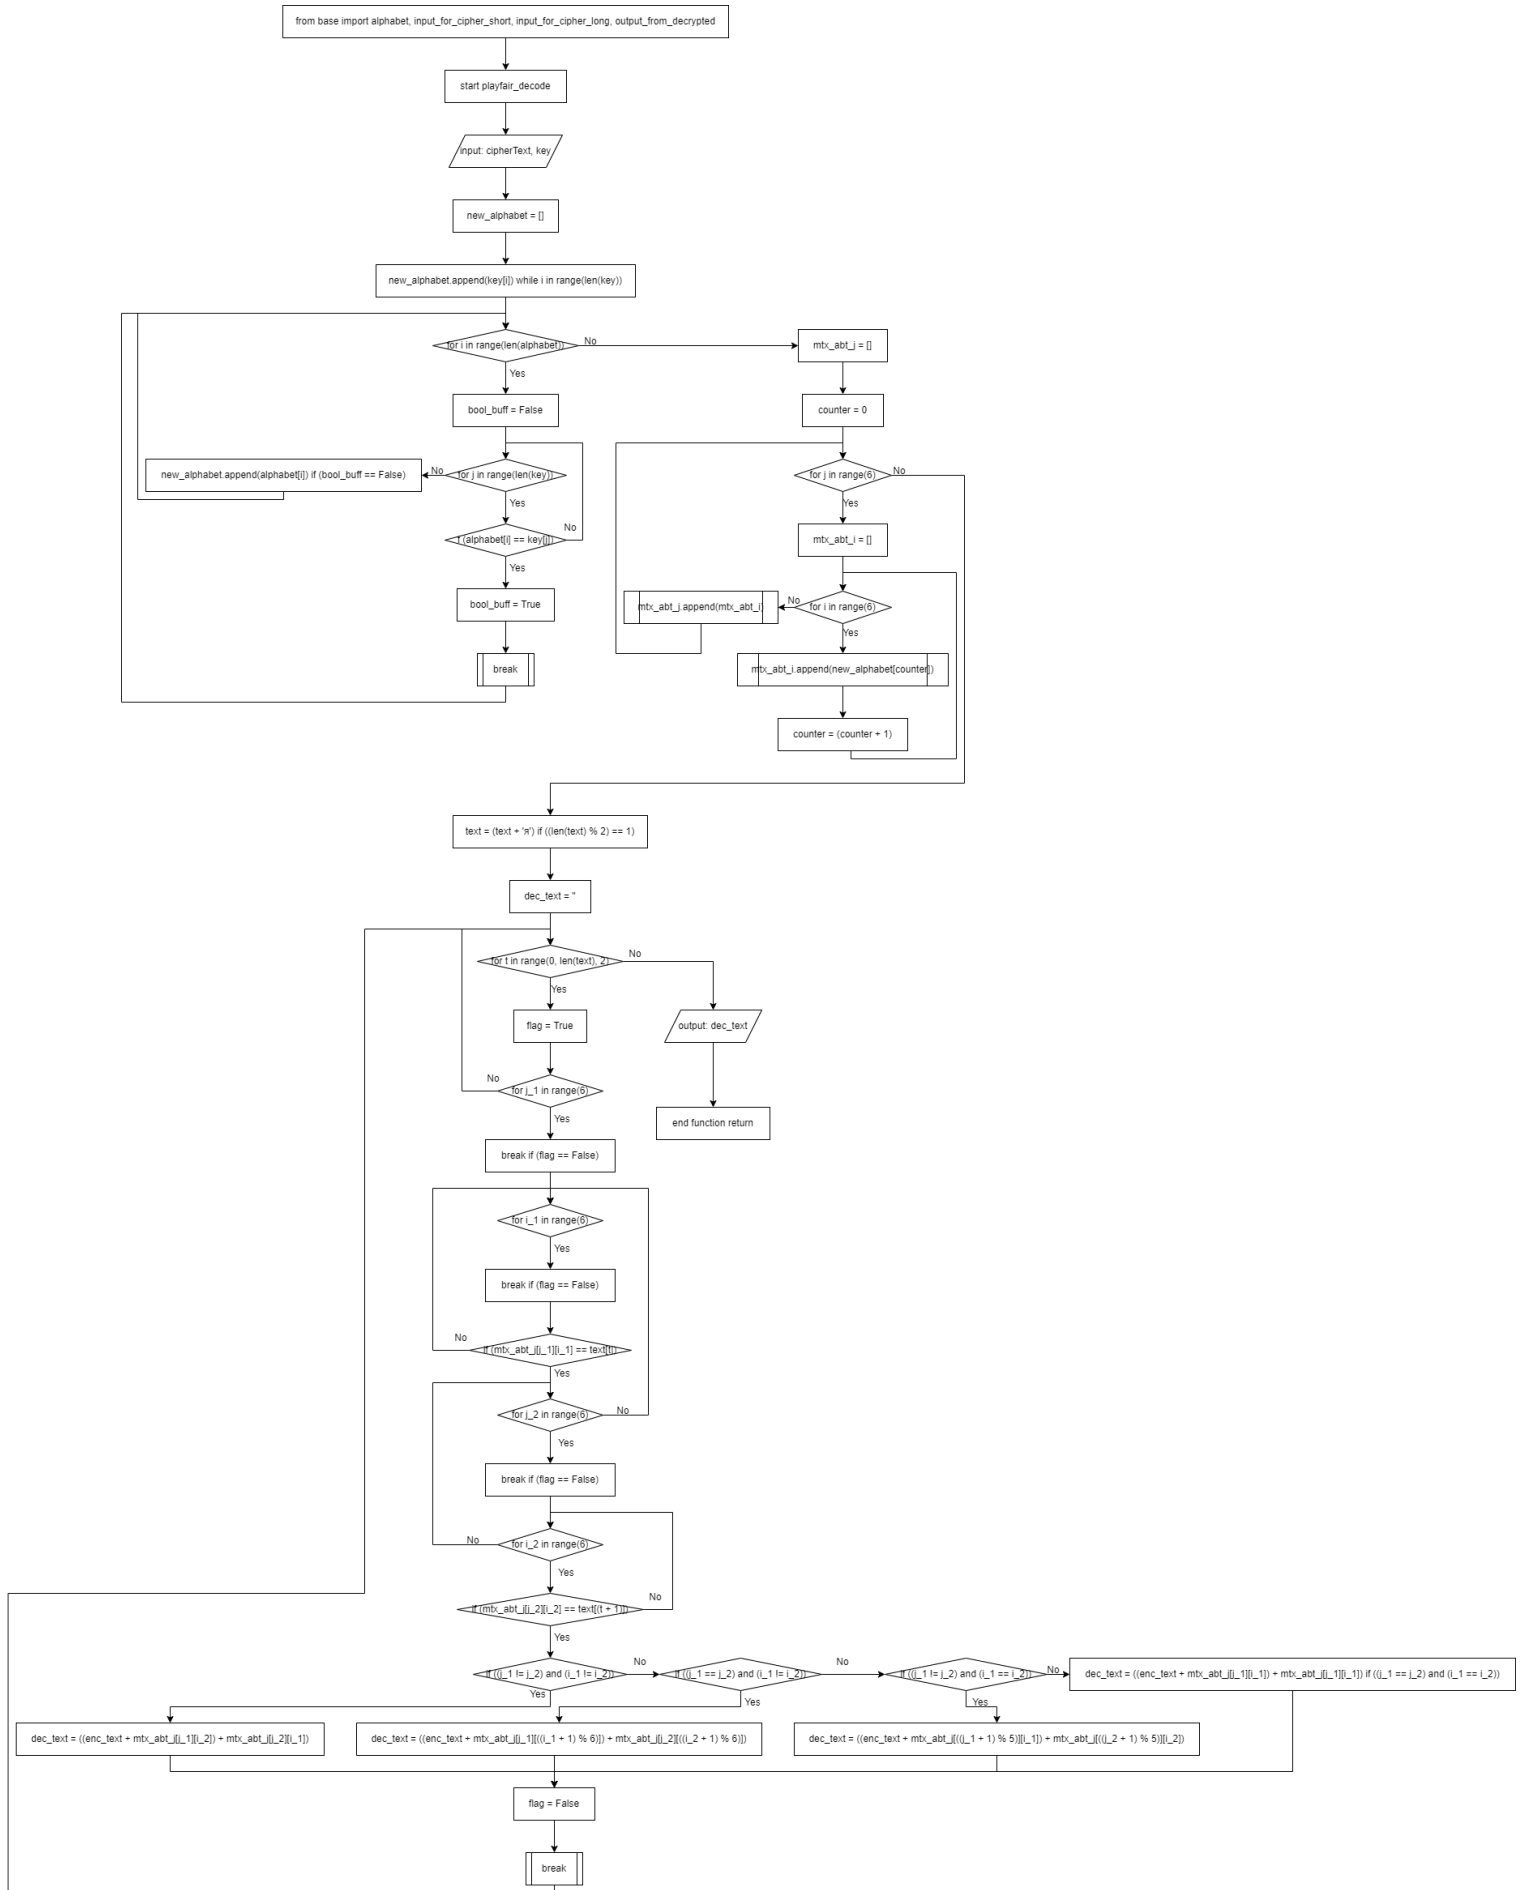 from base import alphabet, input_for_cipher_short, input_for_cipher_long, output_from_decrypted
start playfair_decode
input: cipherText, key
new_alphabet = []
new_alphabet.append(key[i]) while i in range(len(key))
for i in range(len(alphabet))
No
mtx_abt_j = []
Yes
bool_buff = False
counter = 0
new_alphabet.append(alphabet[i]) if (bool_buff == False)
No
for j in range(len(key))
for j in range(6)
No
Yes
Yes
if (alphabet[i] == key[j])
No
mtx_abt_i = []
Yes
bool_buff = True
mtx_abt_j.append(mtx_abt_i)
No
for i in range(6)
Yes
break
mtx_abt_i.append(new_alphabet[counter])
counter = (counter + 1)
text = (text + 'я') if ((len(text) % 2) == 1)
dec_text = ''
for t in range(0, len(text), 2)
No
Yes
flag = True
output: dec_text
No
for j_1 in range(6)
Yes
end function return
break if (flag == False)
for i_1 in range(6)
Yes
break if (flag == False)
No
if (mtx_abt_j[j_1][i_1] == text[t])
Yes
for j_2 in range(6)
No
Yes
break if (flag == False)
No
for i_2 in range(6)
Yes
No
if (mtx_abt_j[j_2][i_2] == text[(t + 1)])
Yes
if ((j_1 != j_2) and (i_1 != i_2))
No
if ((j_1 == j_2) and (i_1 != i_2))
No
if ((j_1 != j_2) and (i_1 == i_2))
No
dec_text = ((enc_text + mtx_abt_j[j_1][i_1]) + mtx_abt_j[j_1][i_1]) if ((j_1 == j_2) and (i_1 == i_2))
Yes
Yes
Yes
dec_text = ((enc_text + mtx_abt_j[j_1][i_2]) + mtx_abt_j[j_2][i_1])
dec_text = ((enc_text + mtx_abt_j[j_1][((i_1 + 1) % 6)]) + mtx_abt_j[j_2][((i_2 + 1) % 6)])
dec_text = ((enc_text + mtx_abt_j[((j_1 + 1) % 5)][i_1]) + mtx_abt_j[((j_2 + 1) % 5)][i_2])
flag = False
break